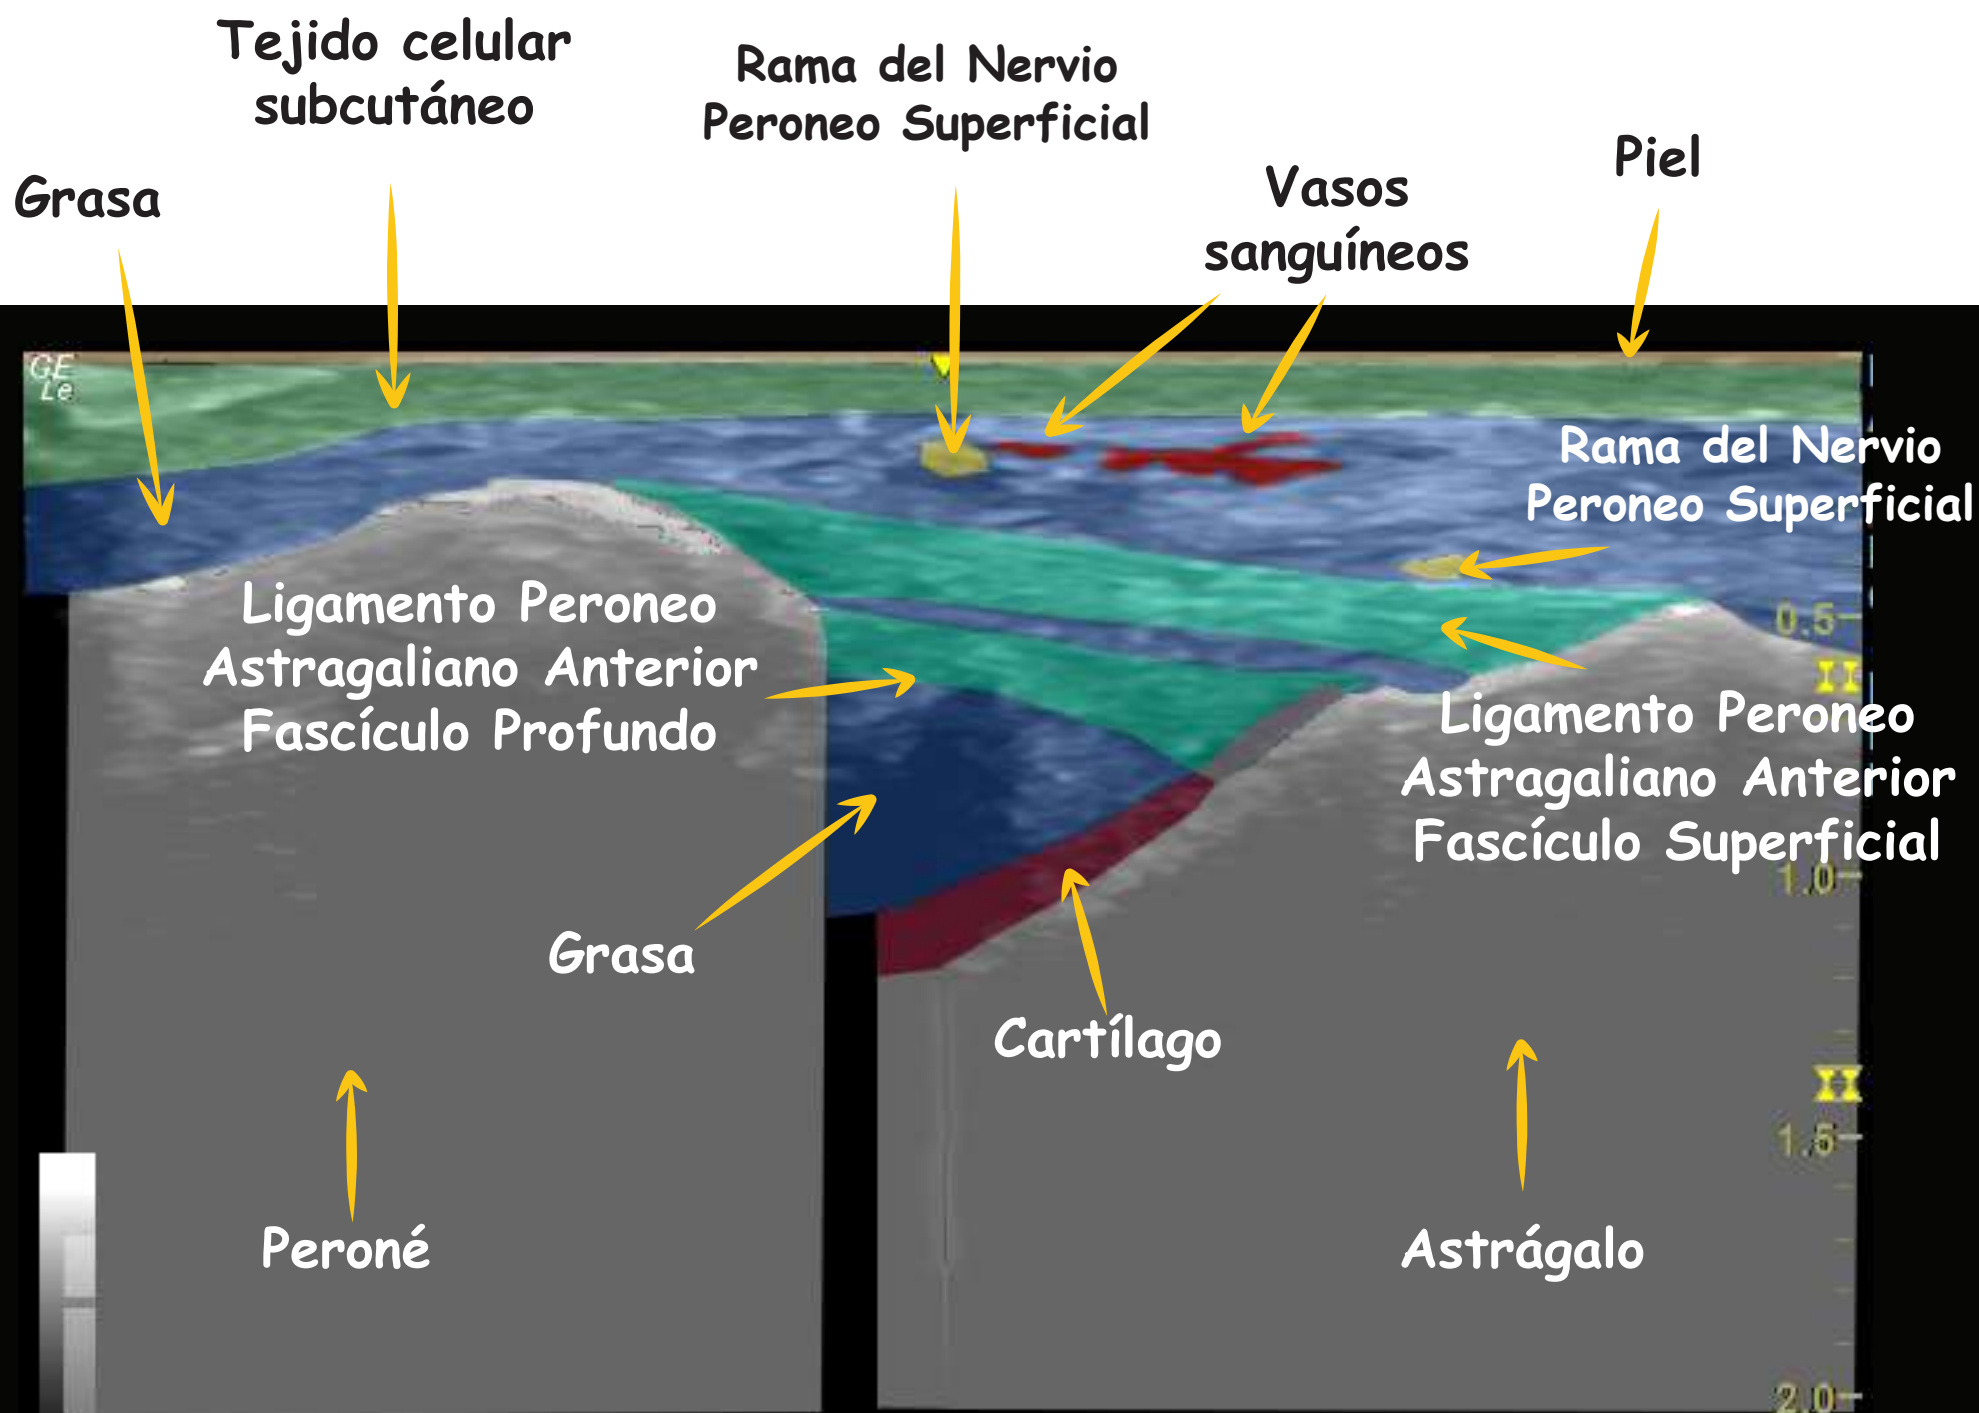 Tejido celular
subcutáneo
Rama del Nervio
Peroneo Superficial
Piel
Vasos
sanguíneos
Grasa
GE
Le
Rama del Nervio
Peroneo Superficial
0.5
Ligamento Peroneo
Astragaliano Anterior
Fascículo Profundo
Ligamento Peroneo
Astragaliano Anterior
Fascículo Superficial
1.0
Grasa
Cartílago
1.5
Peroné
Astrágalo
2.0